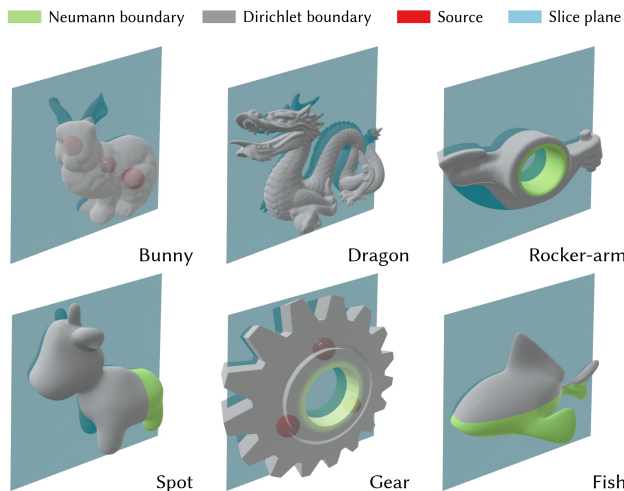 Neumann boundary
Dirichlet boundary
Source
Slice plane
Bunny
Dragon
Rocker-arm
Spot
Gear
Fish